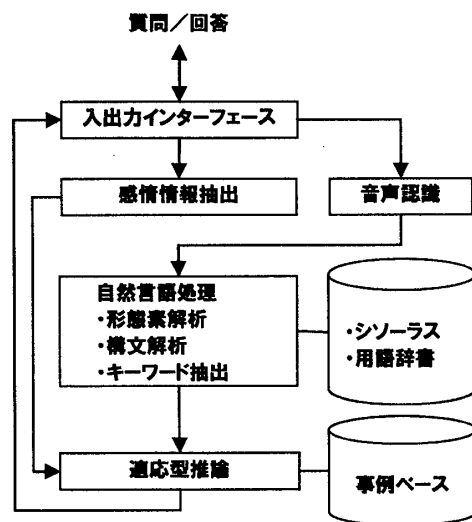 質問／回答
入出力インターフェース
感情情報抽出
音声認識
自然言語処理
・形態素解析
・構文解析
・キーワード抽出
・シソーラス
・用語辞書
適応型推論
事例ベース